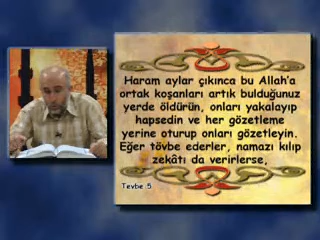 Haram aylar çıkınca bu Allah'a
ortak koşanları artık bulduğunuz
yerde öldürün, onları yakalayıp
hapsedin ve her gözetleme
yerine oturup onları gözetleyin.
Eğer tövbe ederler, namazı kılıp
zekâtı da verirlerse,
Tevbe 5